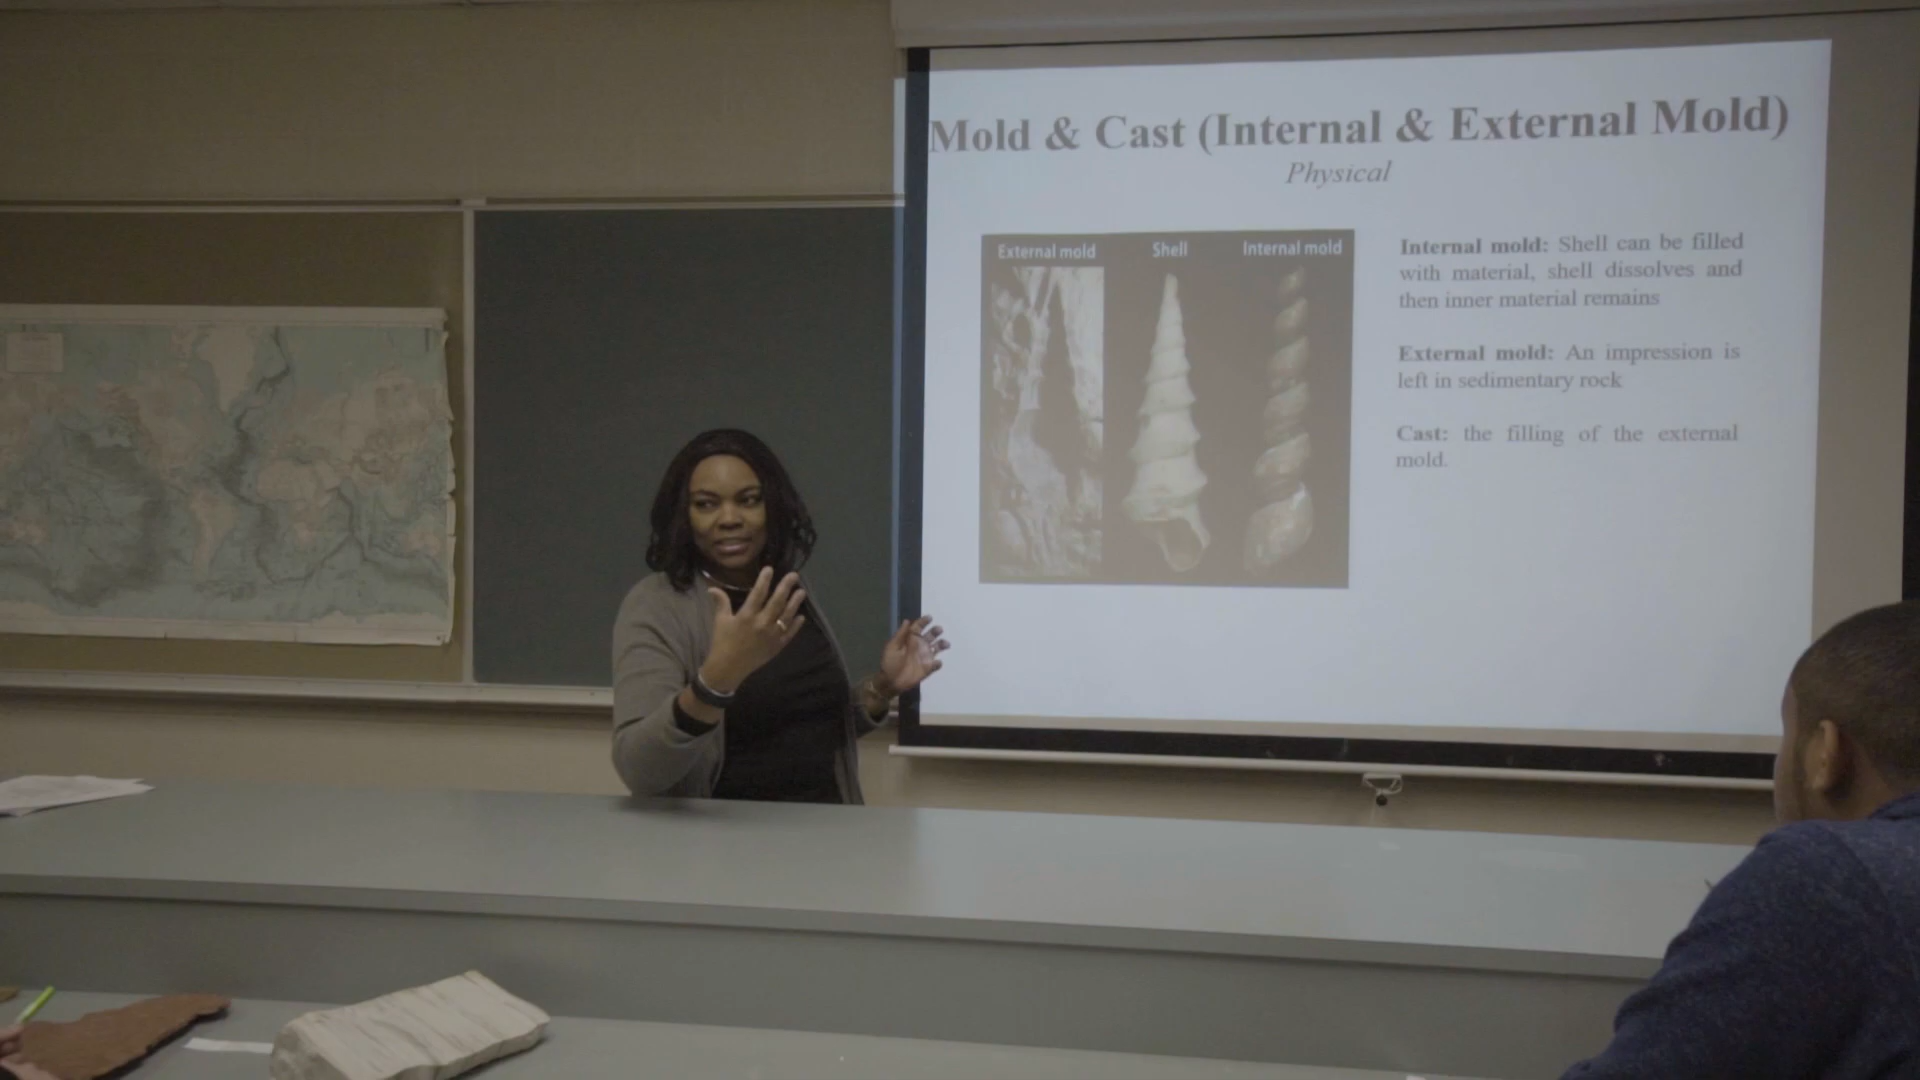 Mold & Cast (Internal & External Mold)
Physical
External mold Shell Internal mold
Internal mold: Shell can be filled
with material, shell dissolves and
then inner material remains
External mold: An impression is
left in sedimentary rock
Cast: the filling of the external
mold.